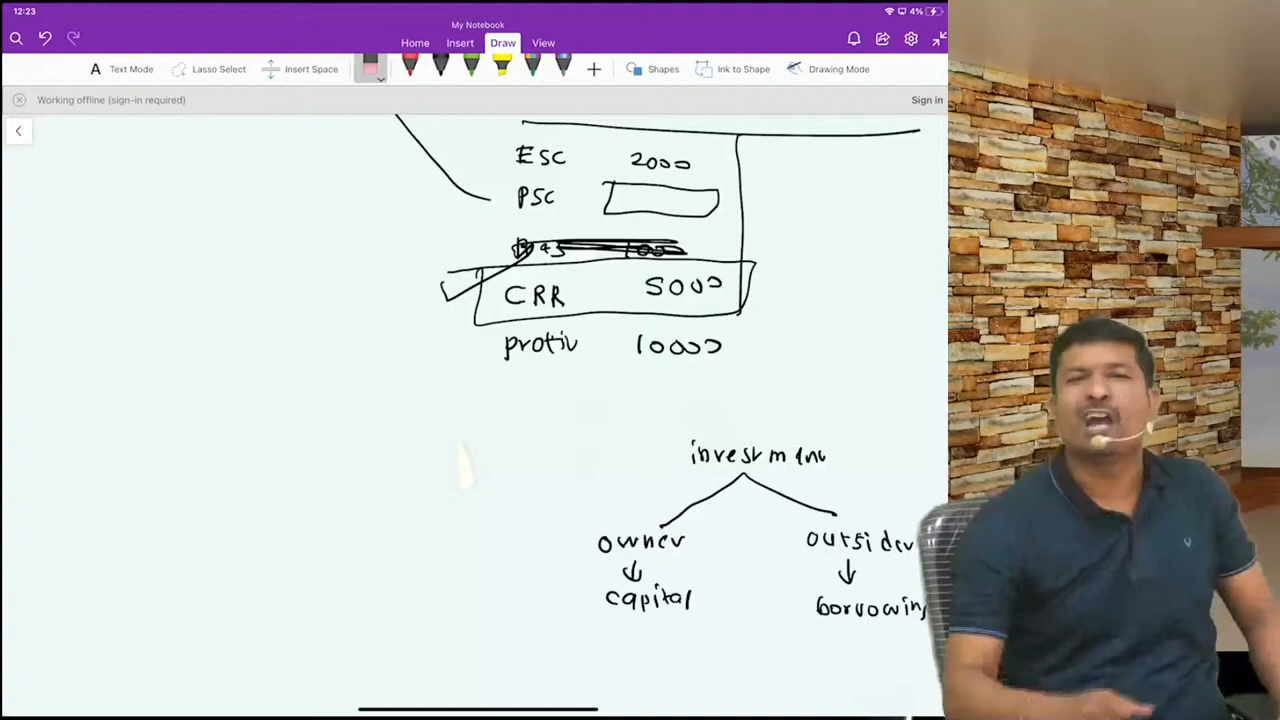 12:23
4%
My Notebook
Home Insert Draw View
Text Mode Lasso Select Insert Space Shapes Ink to Shape Drawing Mode
Working offline (sign-in required) Sign in
ESC 2000
PSC
CRR 5000
profit 10000
investment
owner outsider
capital borrowing